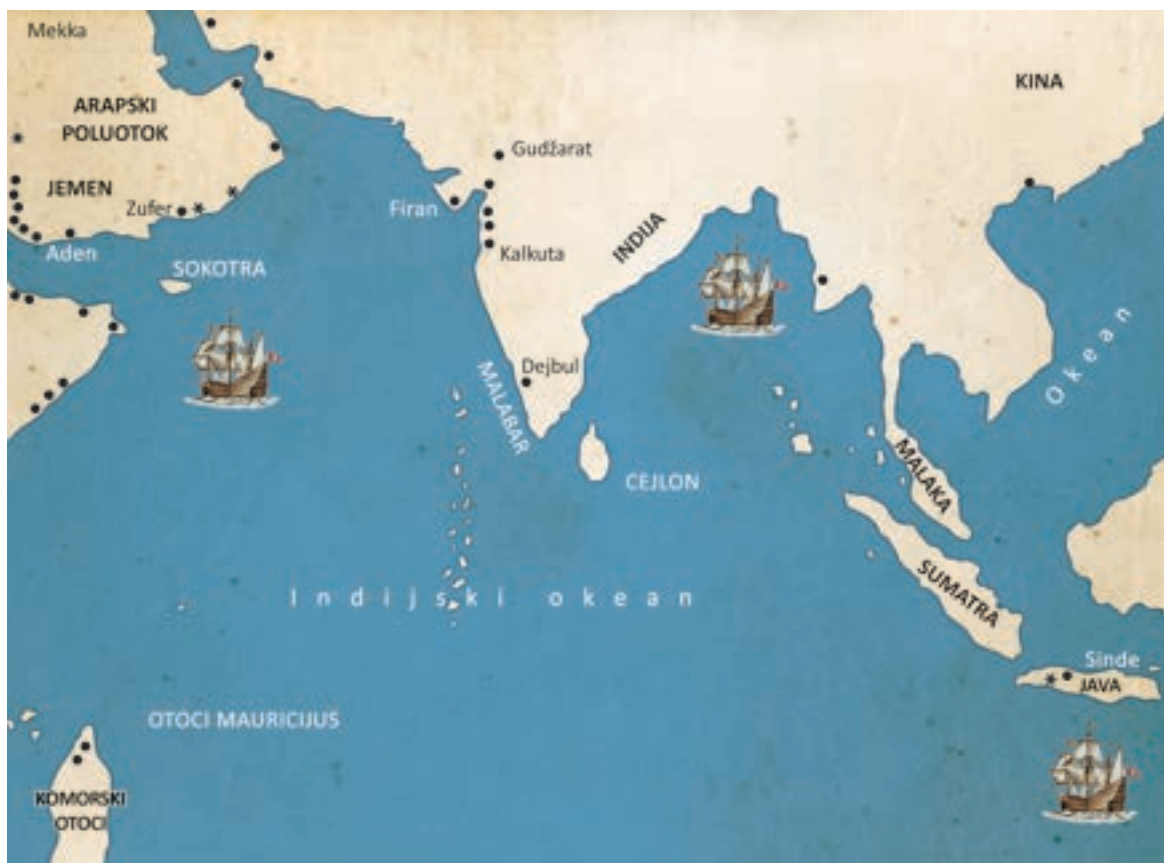 Mekka
KINA
ARAPSKI
POLUOTOK
Gudžarat
JEMEN
Zufer
Firan
INDIJA
Aden
Kalkuta
SOKOTRA
Okean
Dejbul
MALABAR
CEJLON
MALAKA
Indijski okean
SUMATRA
Sinde
JAVA
OTOCI MAURICIJUS
KOMORSKI
OTOCI